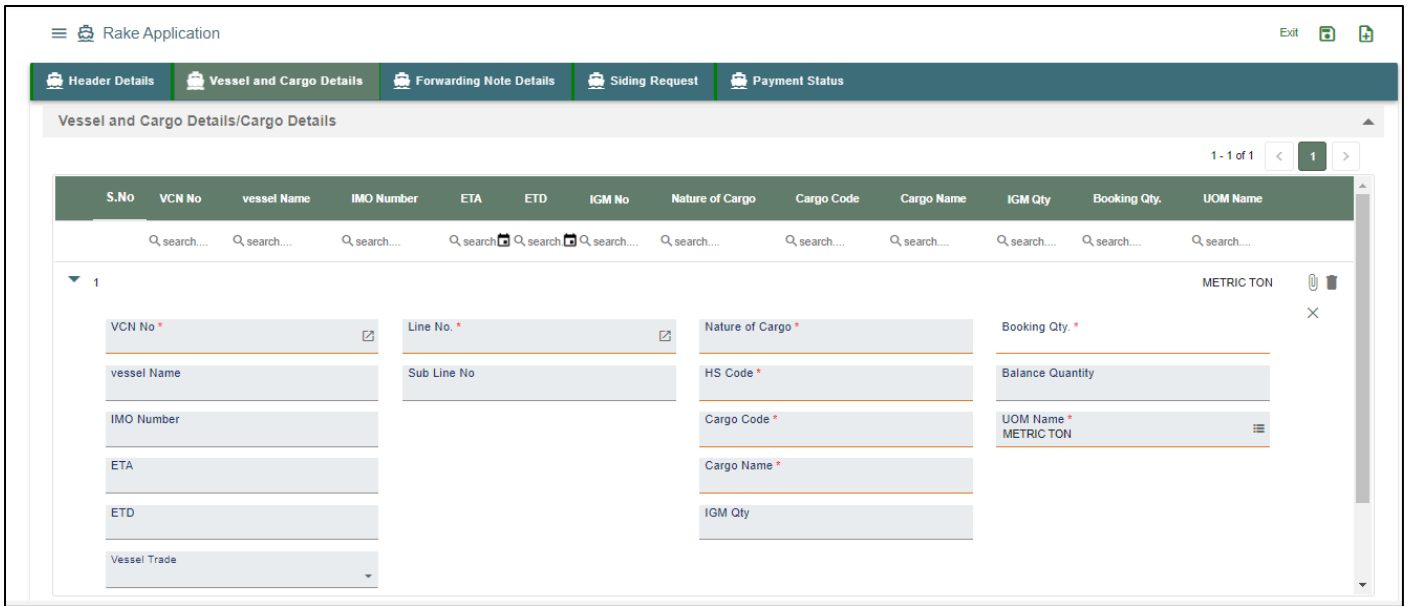 Rake Application
Exit
Header Details Vessel and Cargo Details Forwarding Note Details Siding Request Payment Status
Vessel and Cargo Details/Cargo Details
1 - 1 of 1 < 1 >
S.No VCN No vessel Name IMO Number ETA ETD IGM No Nature of Cargo Cargo Code Cargo Name IGM Qty Booking Qty. UOM Name
search.... search.... search.... search. search. search.... search.... search.... search.... search.... search.... search....
1 METRIC TON
VCN No * Line No. * Nature of Cargo * Booking Qty. *
vessel Name Sub Line No HS Code * Balance Quantity
IMO Number Cargo Code * UOM Name *
METRIC TON
ETA Cargo Name *
ETD IGM Qty
Vessel Trade